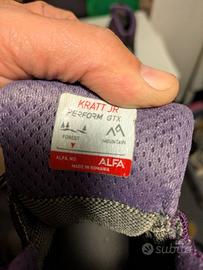 KRATT JR
PERFORM GTX
FOREST
MOUNTAIN
ALFA. NO
ALFA
MADE IN ROMANIA
subito